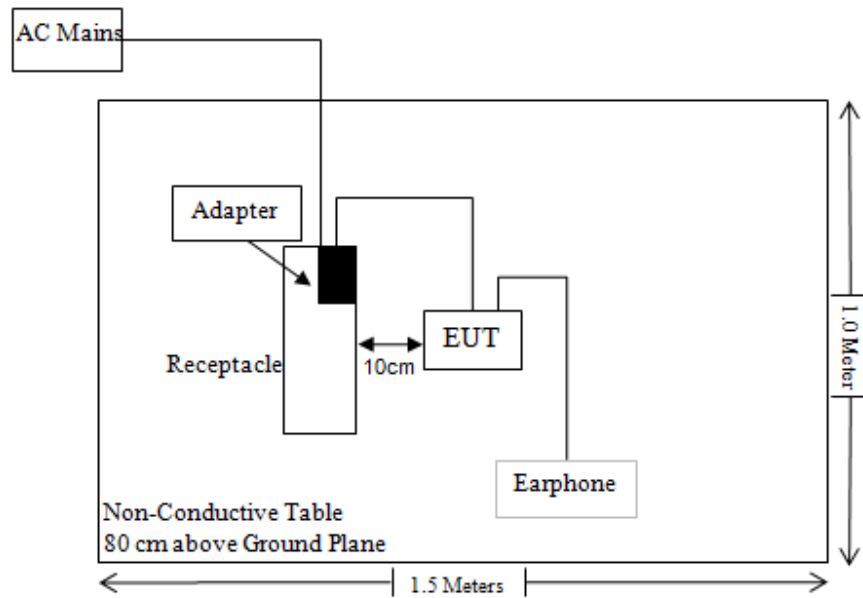 AC Mains
Adapter
EUT
Receptacle
10cm
1.0 Meter
Earphone
Non-Conductive Table
80 cm above Ground Plane
1.5 Meters